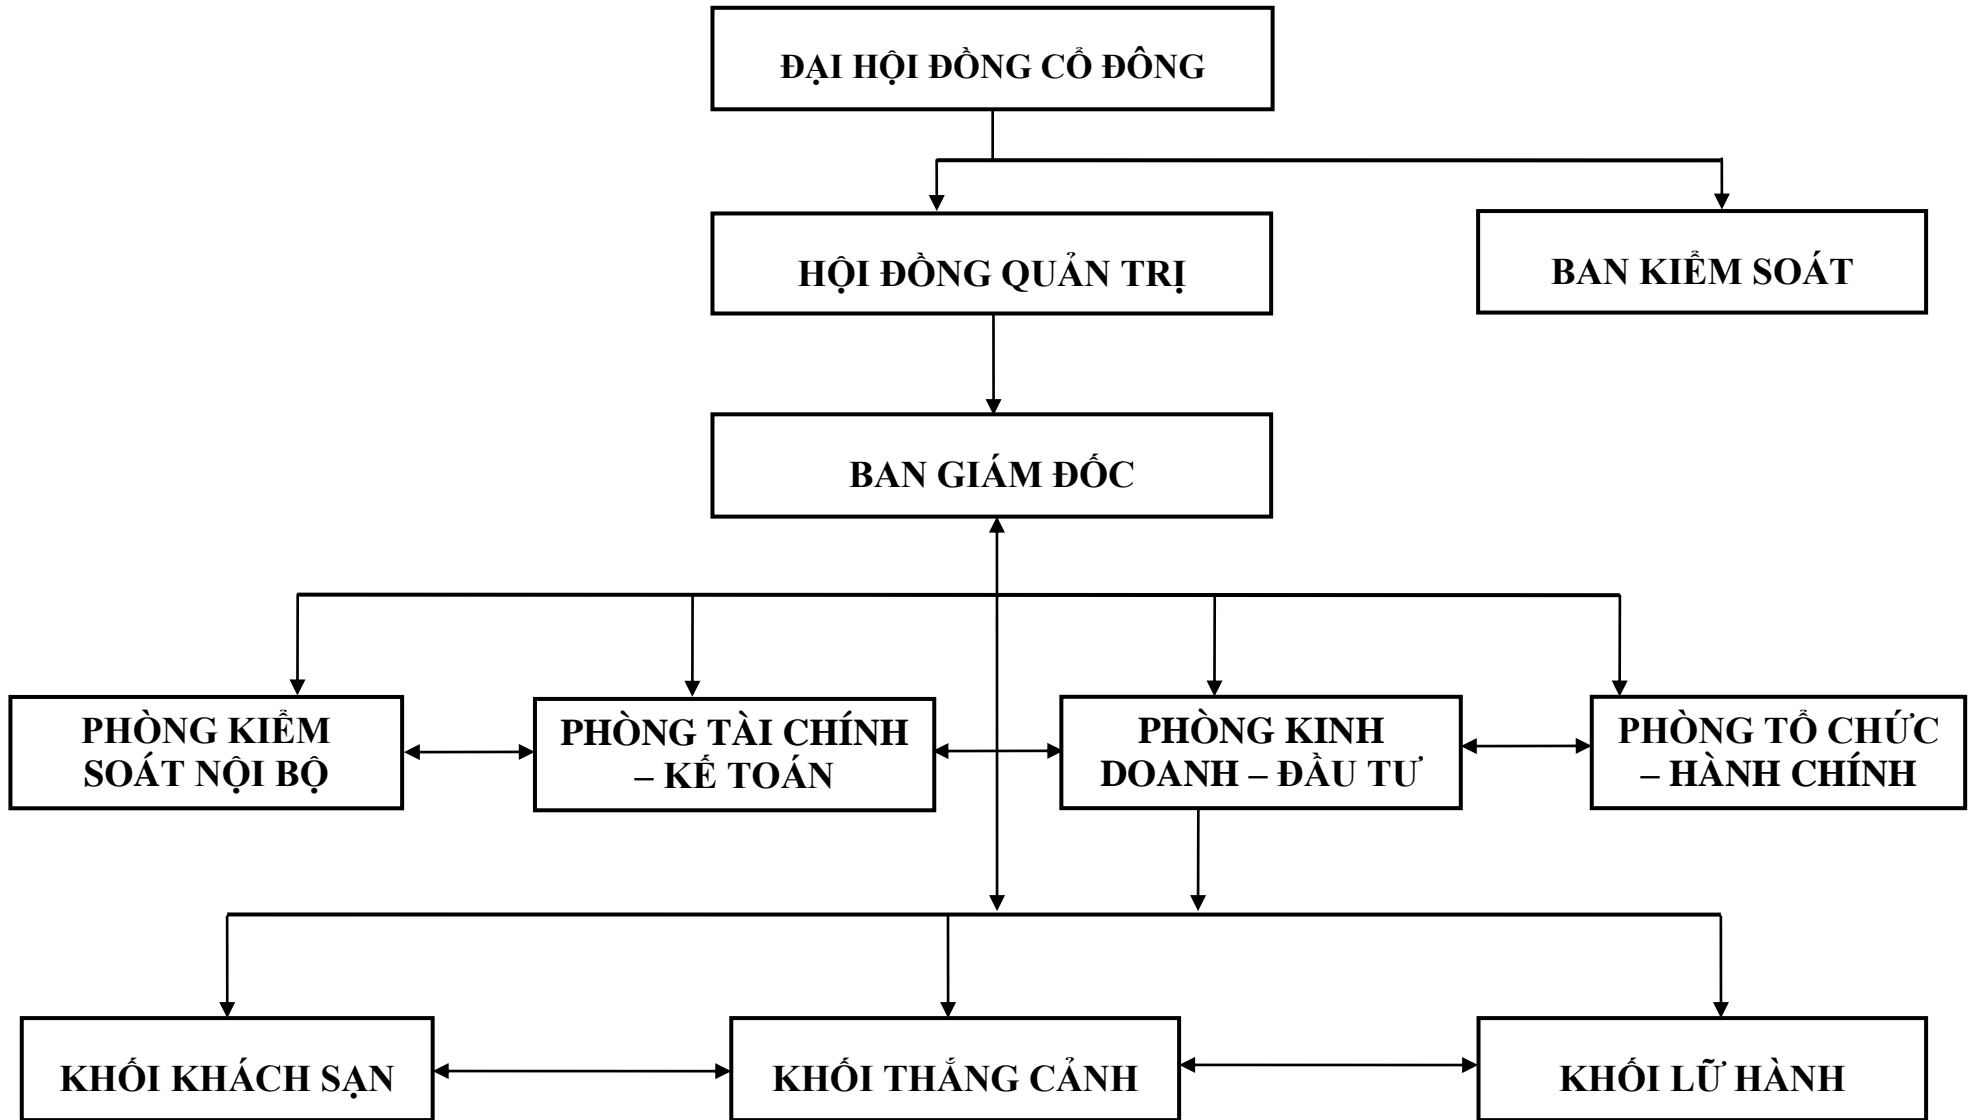 ĐẠI HỘI ĐỒNG CỔ ĐÔNG
HỘI ĐỒNG QUẢN TRỊ
BAN KIỂM SOÁT
BAN GIÁM ĐỐC
PHÒNG KIỂM
SOÁT NỘI BỘ
PHÒNG TÀI CHÍNH
– KẾ TOÁN
PHÒNG KINH
DOANH – ĐẦU TƯ
PHÒNG TỔ CHỨC
– HÀNH CHÍNH
KHỐI KHÁCH SẠN
KHỐI THẮNG CẢNH
KHỐI LỮ HÀNH